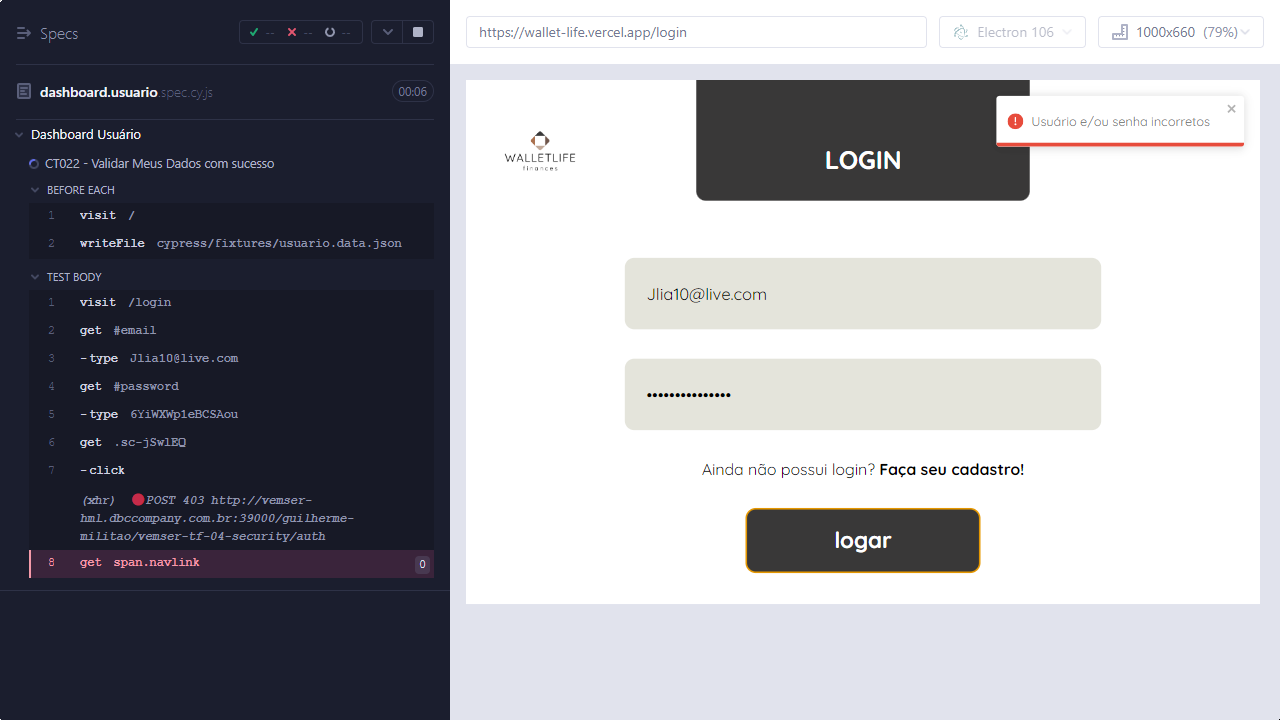 Specs
-- -- --
dashboard.usuario.spec.cy.js 00:06
Dashboard Usuário
CT022 - Validar Meus Dados com sucesso
BEFORE EACH
1 visit /
2 writeFile cypress/fixtures/usuario.data.json
TEST BODY
1 visit /login
2 get #email
3 -type Jlia10@live.com
4 get #password
5 -type 6YiWXWp1eBCSAou
6 get .sc-jSwlEQ
7 -click
(xhr) POST 403 http://vemser-
hml.dbccompany.com.br:39000/guilherme-
militao/vemser-tf-04-security/auth
8 get span.navlink 0
https://wallet-life.vercel.app/login
Electron 106
1000x660 (79%)
WALLETLIFE
finances
LOGIN
Usuário e/ou senha incorretos
Jlia10@live.com
•••••••••••••••
Ainda não possui login? Faça seu cadastro!
logar